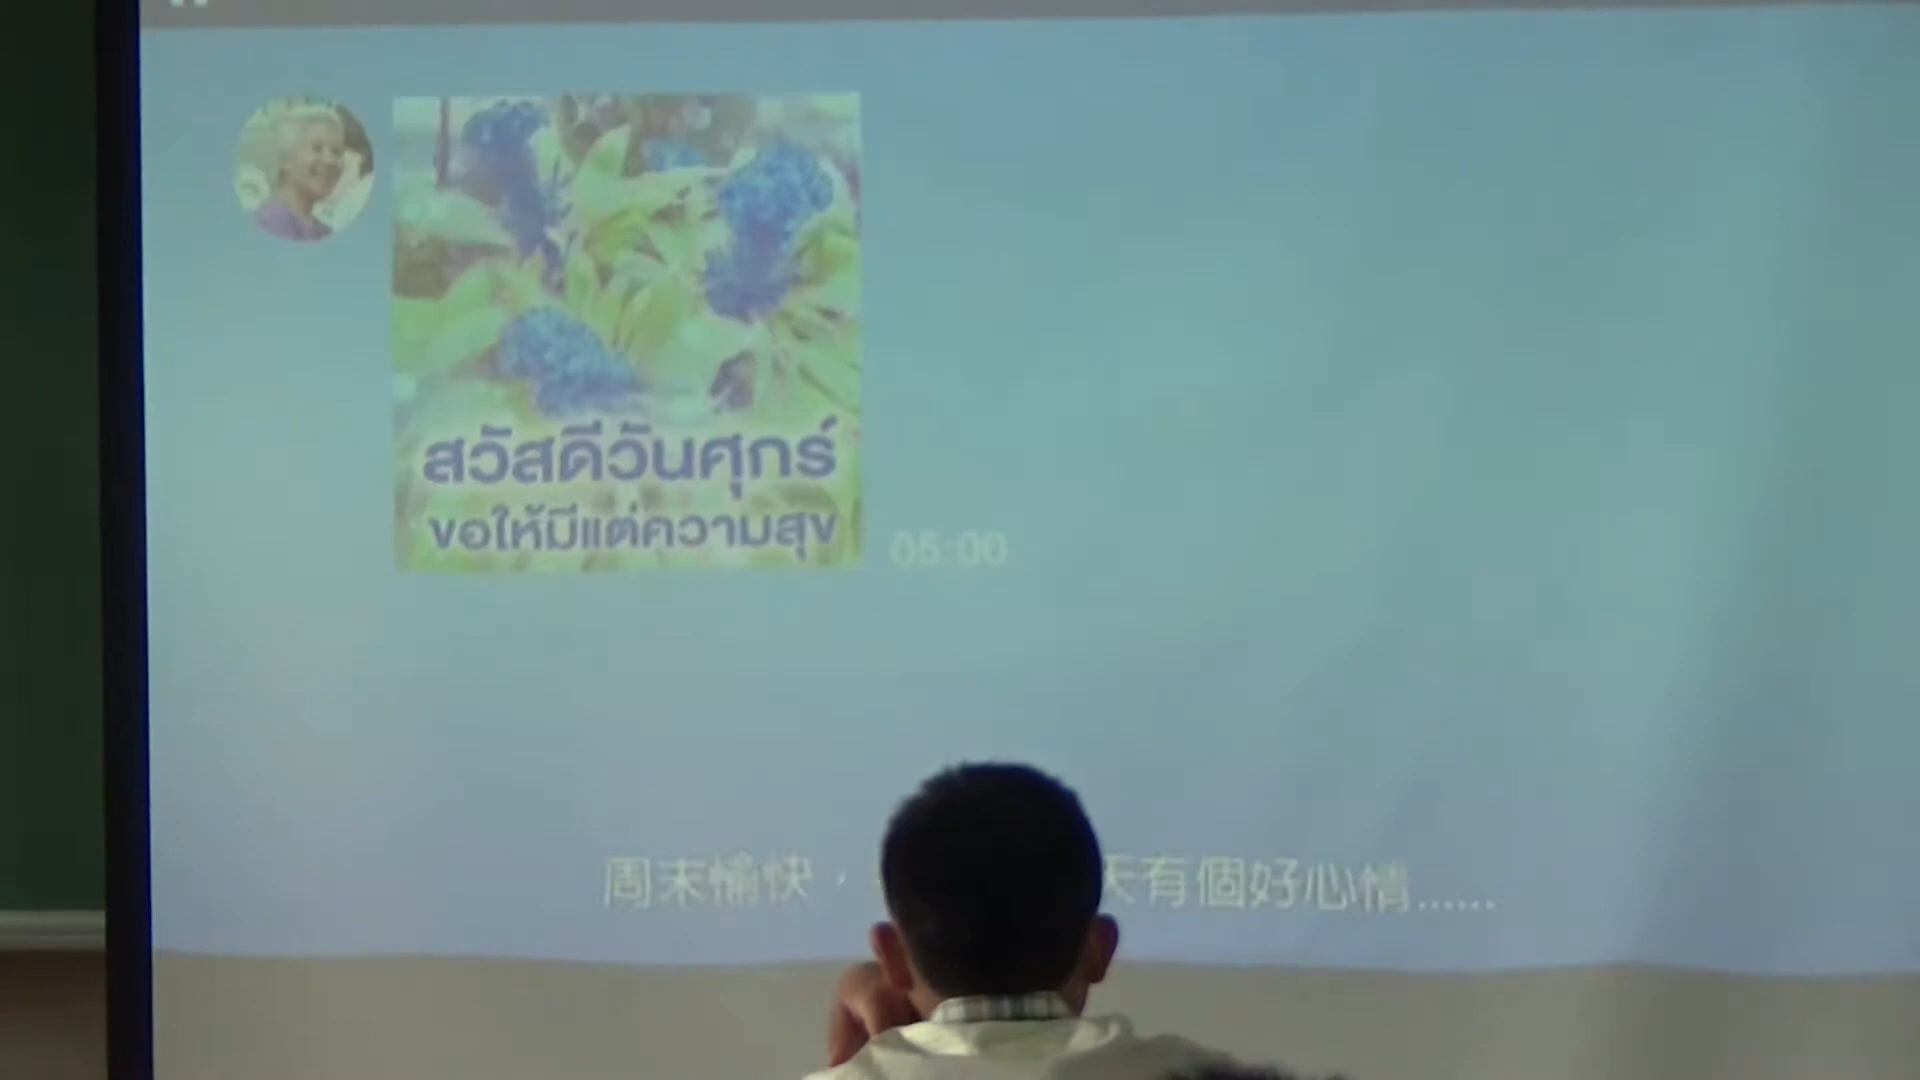 สวัสดีวันศุกร์
ขอให้มีแต่ความสุข
05:00
周末愉快，天有個好心情......